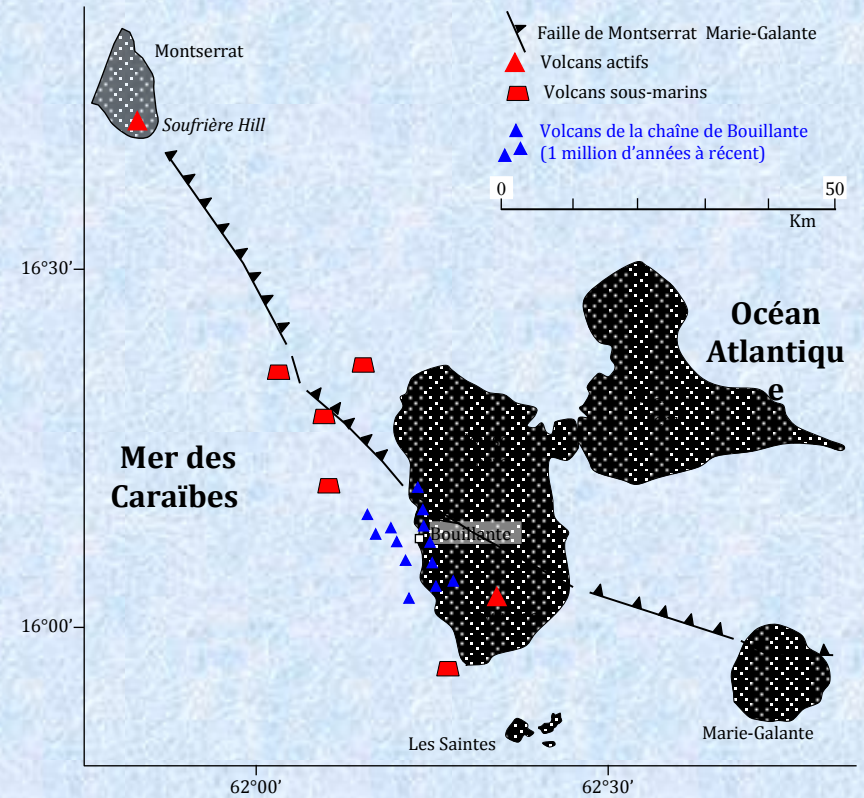 Montserrat
Soufrière Hill
Faille de Montserrat Marie-Galante
Volcans actifs
Volcans sous-marins
Volcans de la chaîne de Bouillante
(1 million d’années à récent)
0
50
Km
16°30’
Océan
Atlantiqu
e
Mer des
Caraïbes
Bouillante
16°00’
Les Saintes
Marie-Galante
62°00’
62°30’